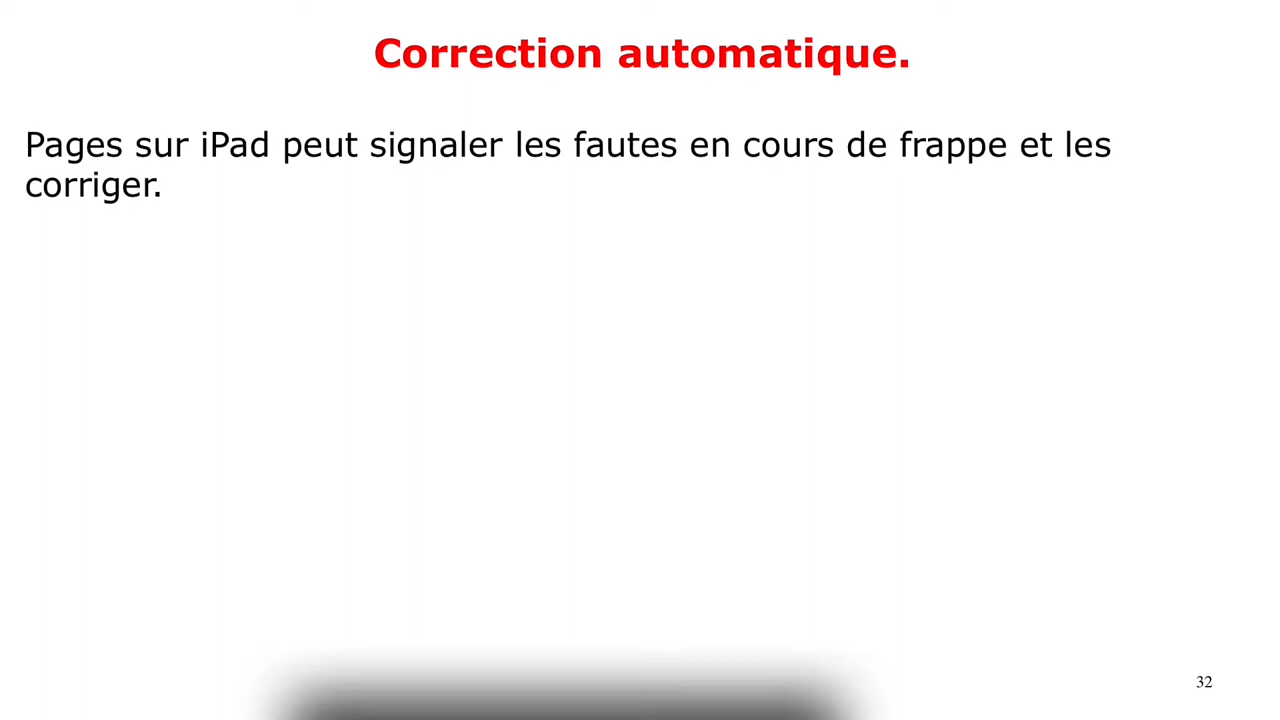 Correction automatique.
Pages sur iPad peut signaler les fautes en cours de frappe et les
corriger.
32